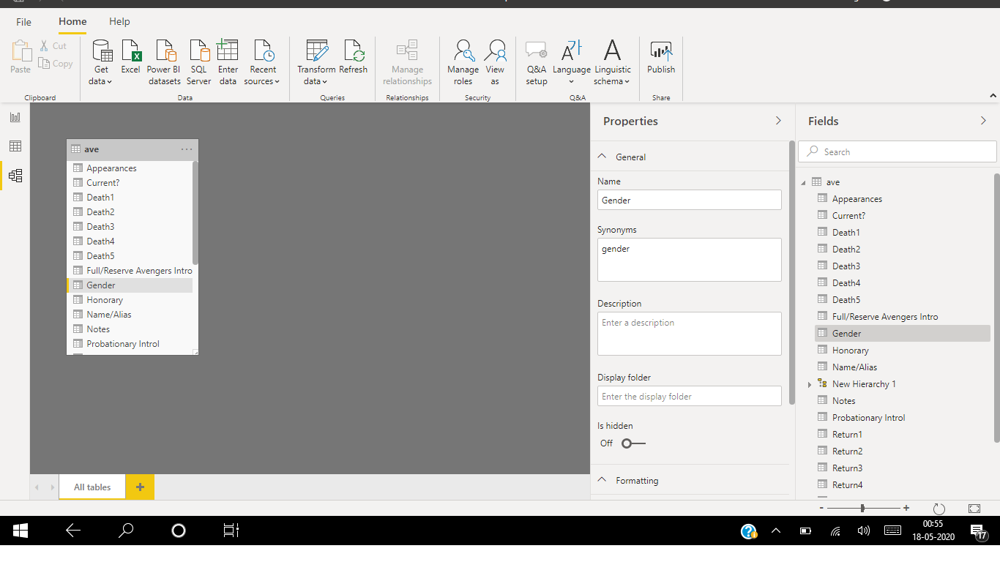 File
Home
Help
Paste
Cut
Copy
Clipboard
Get data
Excel
Power BI datasets
SQL Server
Enter data
Recent sources
Data
Transform data
Refresh
Queries
Manage relationships
Relationships
Manage roles
View as
Security
Q&A setup
Language
Linguistic schema
Q&A
Publish
Share
ave
Appearances
Current?
Death1
Death2
Death3
Death4
Death5
Full/Reserve Avengers Intro
Gender
Honorary
Name/Alias
Notes
Probationary Introl
All tables
Properties
General
Name
Gender
Synonyms
gender
Description
Enter a description
Display folder
Enter the display folder
Is hidden
Off
Formatting
Fields
Search
ave
Appearances
Current?
Death1
Death2
Death3
Death4
Death5
Full/Reserve Avengers Intro
Gender
Honorary
Name/Alias
New Hierarchy 1
Notes
Probationary Introl
Return1
Return2
Return3
Return4
00:55
18-05-2020
17